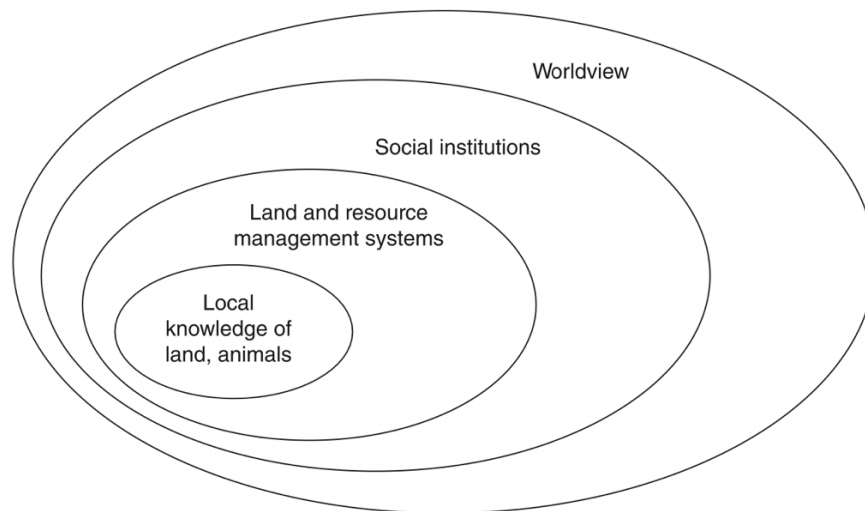 Worldview
Social institutions
Land and resource
management systems
Local
knowledge of
land, animals